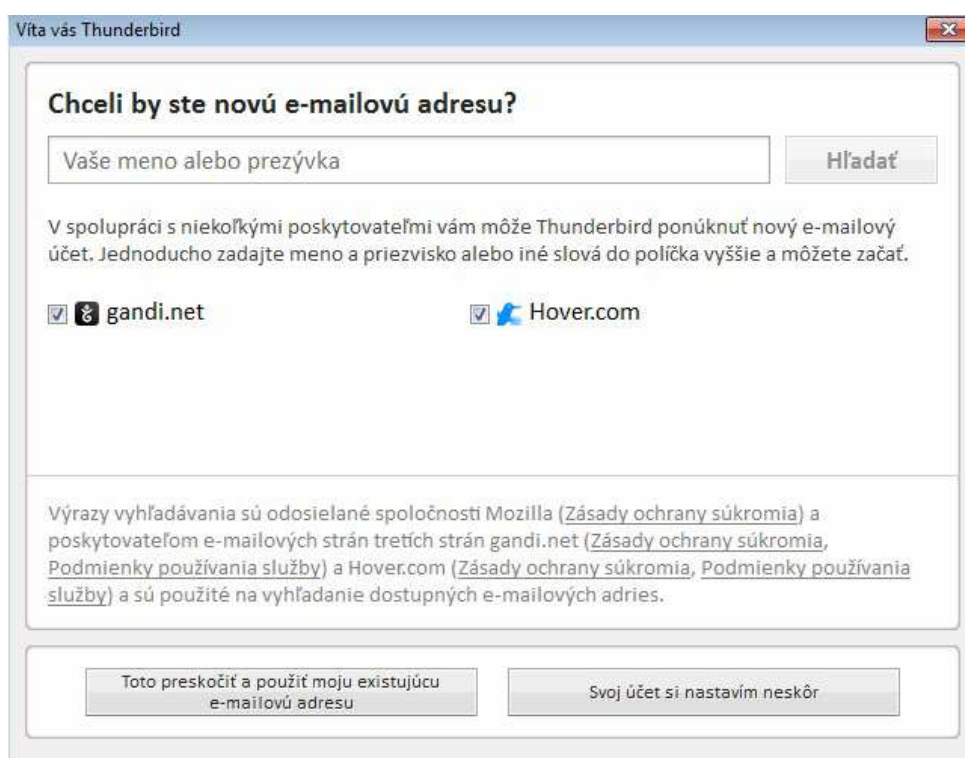 Víta vás Thunderbird
Chceli by ste novú e-mailovú adresu?
Vaše meno alebo prezývka
Hľadať
V spolupráci s niekoľkými poskytovateľmi vám môže Thunderbird ponúknuť nový e-mailový
účet. Jednoducho zadajte meno a priezvisko alebo iné slová do políčka vyššie a môžete začať.
gandi.net
Hover.com
Výrazy vyhľadávania sú odosielané spoločnosti Mozilla (Zásady ochrany súkromia) a
poskytovateľom e-mailových strán tretích strán gandi.net (Zásady ochrany súkromia,
Podmienky používania služby) a Hover.com (Zásady ochrany súkromia, Podmienky používania
služby) a sú použité na vyhľadanie dostupných e-mailových adries.
Toto preskočiť a použiť moju existujúcu
e-mailovú adresu
Svoj účet si nastavím neskôr